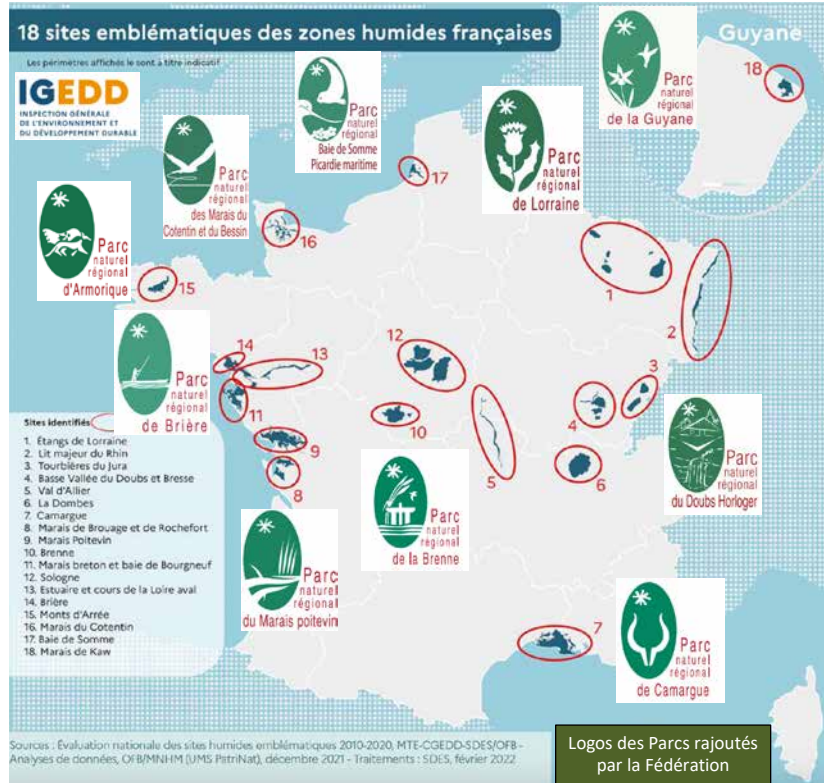 18 sites emblématiques des zones humides françaises
Guyane
Les périmètres affichés le sont à titre indicatif
IGEDD
INSPECTION GÉNÉRALE
DE L'ENVIRONNEMENT ET
DU DÉVELOPPEMENT DURABLE
Parc
naturel
régional
Baie de Somme
Picardie maritime
Parc
naturel
régional
de la Guyane
18
Parc
naturel
régional
des Marais du
Cotentin et du Bessin
Parc
naturel
régional
de Lorraine
17
16
Parc
naturel
régional
d'Armorique
15
1
2
Parc
naturel
régional
de Brière
14
13
12
11
10
9
8
3
4
5
6
Parc
naturel
régional
du Doubs Horloger
Parc
naturel
régional
de la Brenne
Parc
naturel
régional
du Marais poitevin
7
Parc
naturel
régional
de Camargue
Sites identifiés
1. Étangs de Lorraine
2. Lit majeur du Rhin
3. Tourbières du Jura
4. Basse Vallée du Doubs et Bresse
5. Val d'Allier
6. La Dombes
7. Camargue
8. Marais de Brouage et de Rochefort
9. Marais Poitevin
10. Brenne
11. Marais breton et baie de Bourgneuf
12. Sologne
13. Estuaire et cours de la Loire aval
14. Brière
15. Monts d'Arrée
16. Marais du Cotentin
17. Baie de Somme
18. Marais de Kaw
Sources : Évaluation nationale des sites humides emblématiques 2010-2020, MTE-CGEDD-SDES/OFB -
Analyses de données, OFB/MNHM (UMS PatriNat), décembre 2021 - Traitements : SDES, février 2022
Logos des Parcs rajoutés
par la Fédération